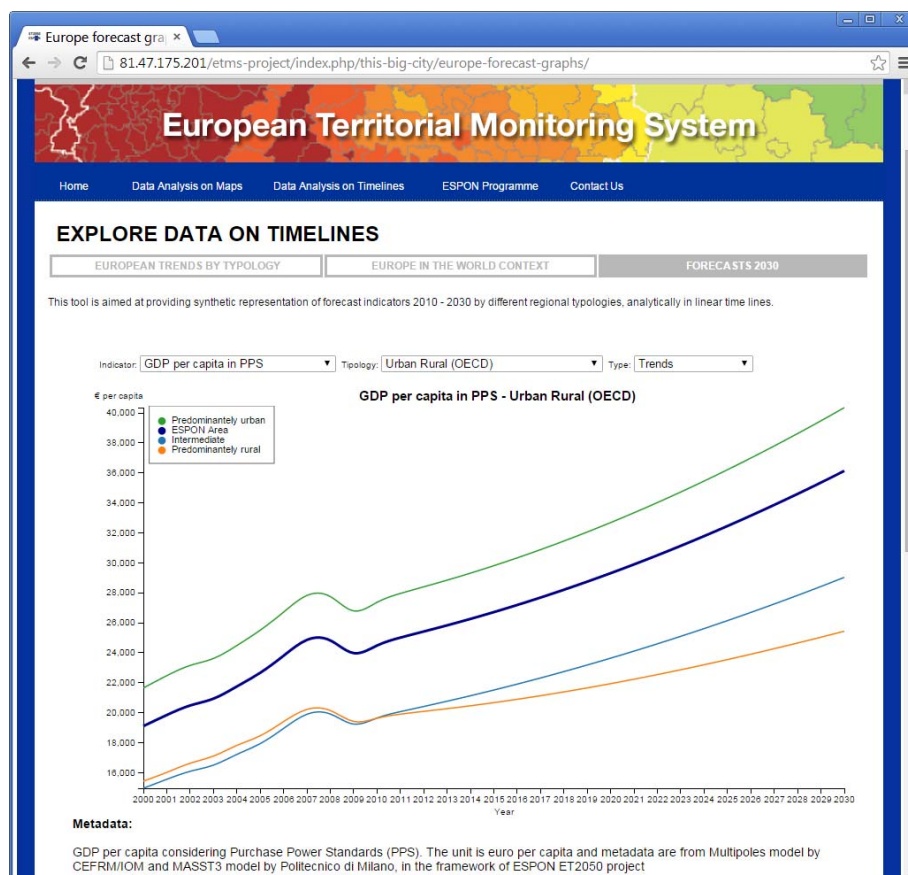 Europe forecast gra
81.47.175.201/etms-project/index.php/this-big-city/europe-forecast-graphs/
European Territorial Monitoring System
Home Data Analysis on Maps Data Analysis on Timelines ESPON Programme Contact Us
EXPLORE DATA ON TIMELINES
EUROPEAN TRENDS BY TYPOLOGY EUROPE IN THE WORLD CONTEXT FORECASTS 2030
This tool is aimed at providing synthetic representation of forecast indicators 2010 - 2030 by different regional typologies, analytically in linear time lines.
Indicator: GDP per capita in PPS Tipology: Urban Rural (OECD) Type: Trends
€ per capita
GDP per capita in PPS - Urban Rural (OECD)
40,000
Predominantely urban
ESPON Area
Intermediate
Predominantely rural
38,000
36,000
34,000
32,000
30,000
28,000
26,000
24,000
22,000
20,000
18,000
16,000
2000 2001 2002 2003 2004 2005 2006 2007 2008 2009 2010 2011 2012 2013 2014 2015 2016 2017 2018 2019 2020 2021 2022 2023 2024 2025 2026 2027 2028 2029 2030
Year
Metadata:
GDP per capita considering Purchase Power Standards (PPS). The unit is euro per capita and metadata are from Multipoles model by
CEFRM/IOM and MASST3 model by Politecnico di Milano, in the framework of ESPON ET2050 project